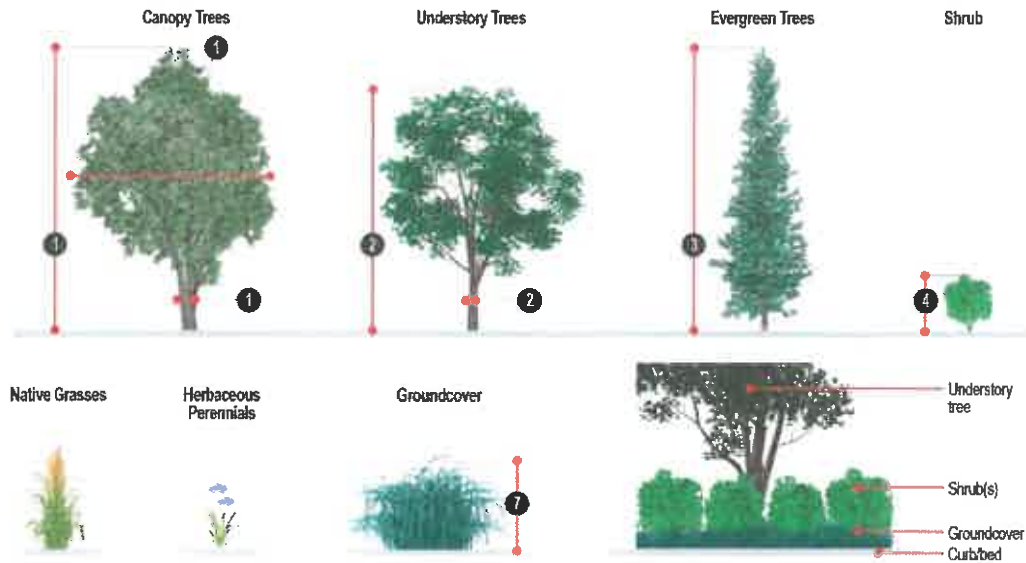 Canopy Trees
Understory Trees
Evergreen Trees
Shrub
1
1
2
3
4
1
2
Native Grasses
Herbaceous
Perennials
Groundcover
7
Understory
tree
Shrub(s)
Groundcover
Curb/bed